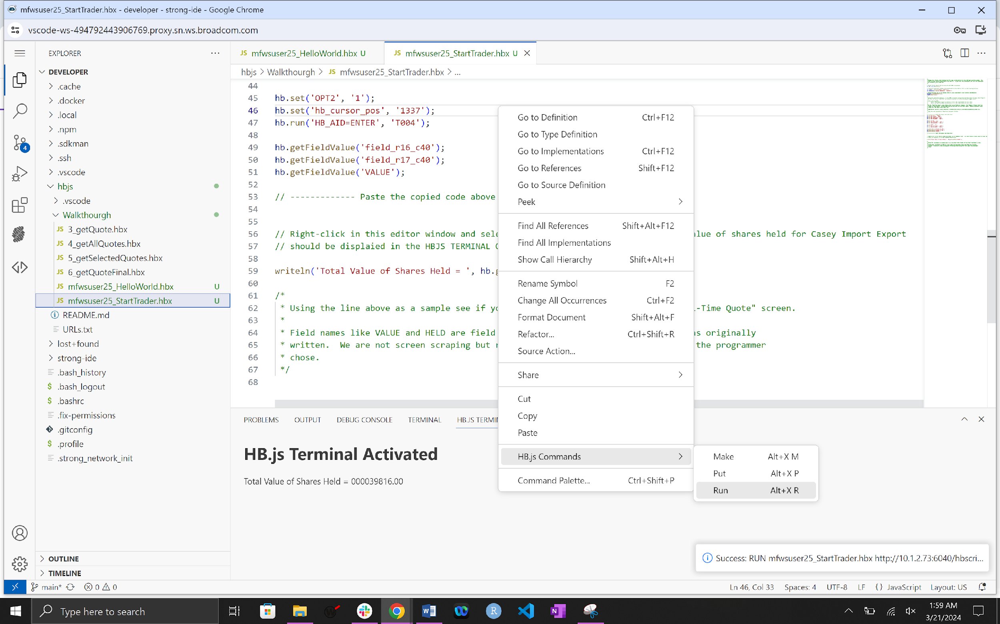 mfwsuser25_StartTrader.hbx - developer - strong-ide - Google Chrome
vscode-ws-494792443906769.proxy.sn.ws.broadcom.com
EXPLORER
DEVELOPER
.cache
.docker
.local
.npm
.sdkman
.ssh
.vscode
hbjs
.vscode
Walkthourgh
JS 3_getQuote.hbx
JS 4_getAllQuotes.hbx
JS 5_getSelectedQuotes.hbx
JS 6_getQuoteFinal.hbx
JS mfwsuser25_HelloWorld.hbx U
JS mfwsuser25_StartTrader.hbx U
README.md
URLs.txt
lost+found
strong-ide
.bash_history
$ .bash_logout
$ .bashrc
.fix-permissions
.gitconfig
$ .profile
.strong_network_init
OUTLINE
TIMELINE
4
JS mfwsuser25_HelloWorld.hbx U
JS mfwsuser25_StartTrader.hbx U
hbjs > Walkthourgh > JS mfwsuser25_StartTrader.hbx > ...
44
45 hb.set('OPT2', '1');
46 hb.set('hb_cursor_pos', '1337');
47 hb.run('HB_AID=ENTER', 'T004');
48
49 hb.getFieldValue('field_r16_c40');
50 hb.getFieldValue('field_r17_c40');
51 hb.getFieldValue('VALUE');
52
53 // ------------- Paste the copied code above
54
55
56 // Right-click in this editor window and sele alue of shares held for Casey Import Export
57 // should be displaied in the HBJS TERMINAL
58
59 writeln('Total Value of Shares Held = ', hb.g
60
61 /*
62 * Using the line above as a sample see if yo -Time Quote" screen.
63 *
64 * Field names like VALUE and HELD are field as originally
65 * written. We are not screen scraping but r the programmer
66 * chose.
67 */
68
Go to Definition Ctrl+F12
Go to Type Definition
Go to Implementations Ctrl+F12
Go to References Shift+F12
Go to Source Definition
Peek
Find All References Shift+Alt+F12
Find All Implementations
Show Call Hierarchy Shift+Alt+H
Rename Symbol F2
Change All Occurrences Ctrl+F2
Format Document Shift+Alt+F
Refactor... Ctrl+Shift+R
Source Action...
Share
Cut
Copy
Paste
HB.js Commands
Command Palette... Ctrl+Shift+P
Make Alt+X M
Put Alt+X P
Run Alt+X R
PROBLEMS OUTPUT DEBUG CONSOLE TERMINAL HBJS TERMIN
HB.js Terminal Activated
Total Value of Shares Held = 000039816.00
Success: RUN mfwsuser25_StartTrader.hbx http://10.1.2.73:6040/hbscri...
main* 0 0
Ln 46, Col 33 Spaces: 4 UTF-8 LF {} JavaScript Layout: US
Type here to search
1:59 AM
3/21/2024